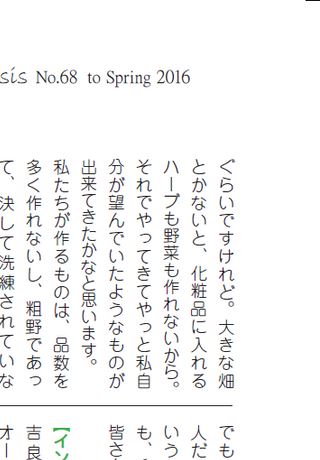 sis No.68 to Spring 2016
ぐらいですけれど。大きな畑
とかないと、化粧品に入れる
ハーブも野菜も作れないから。
それでやってきてやっと私自
分が望んでいたようなものが
出来てきたかなと思います。
私たちが作るものは、品数を
多く作れないし、粗野であっ
て、決して洗練されていな
でも
人だ
いう
も、
皆さ
【イン
吉良
オー